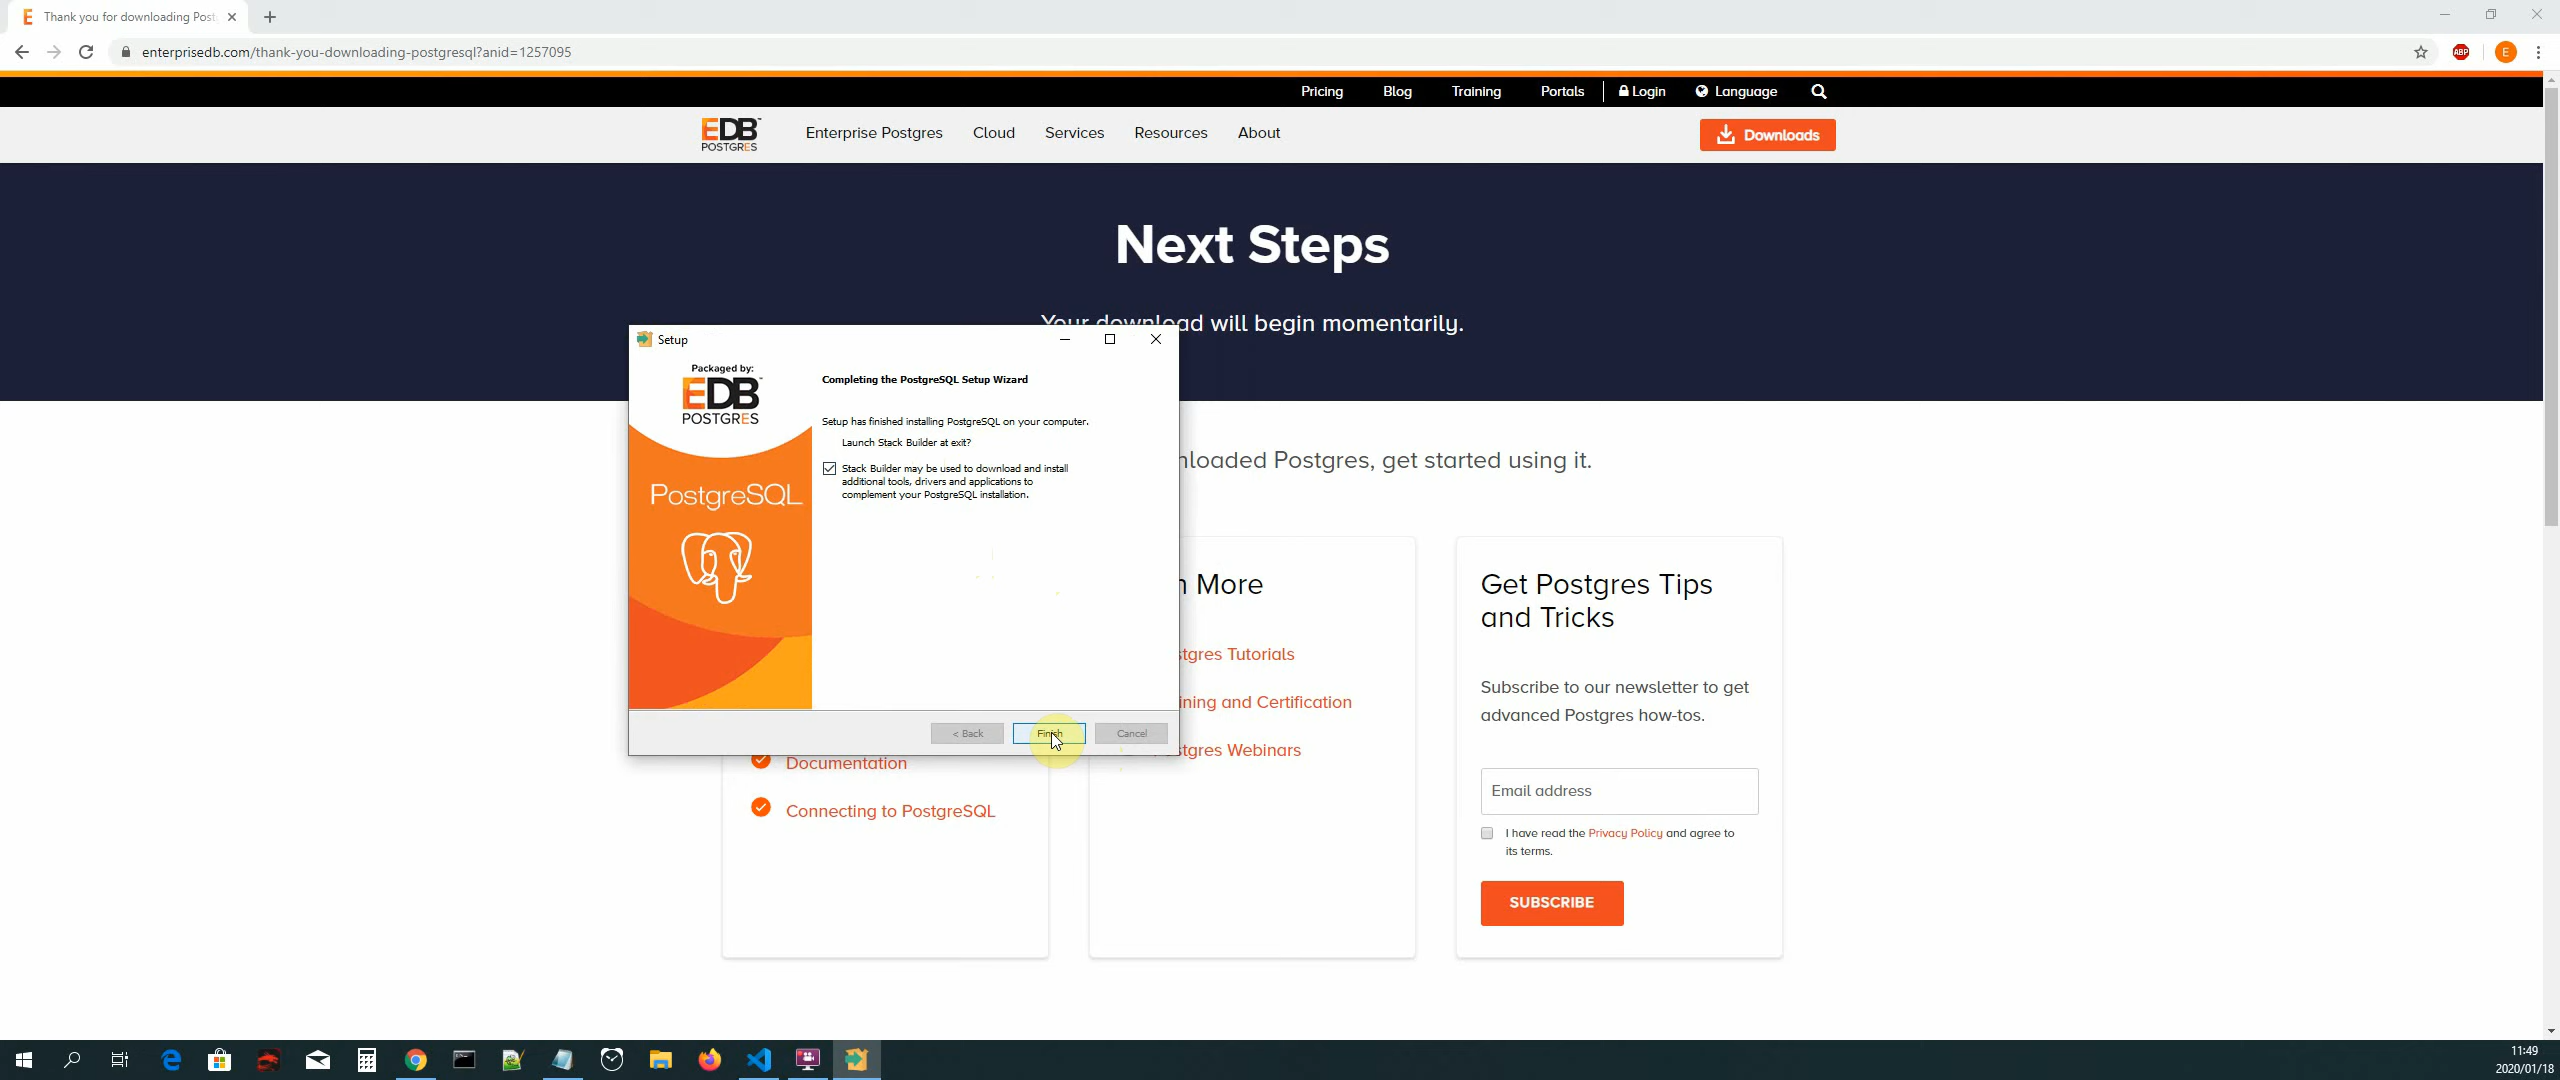 Thank you for downloading Post
enterprisedb.com/thank-you-downloading-postgresql?anid=1257095
ABP
E
Pricing
Blog
Training
Portals
Login
Language
EDB
POSTGRES
Enterprise Postgres
Cloud
Services
Resources
About
Downloads
Next Steps
Your download will begin momentarily.
Setup
Packaged by:
EDB
POSTGRES
PostgreSQL
Completing the PostgreSQL Setup Wizard
Setup has finished installing PostgreSQL on your computer.
Launch Stack Builder at exit?
Stack Builder may be used to download and install
additional tools, drivers and applications to
complement your PostgreSQL installation.
< Back
Finish
Cancel
nloaded Postgres, get started using it.
Documentation
Connecting to PostgreSQL
n More
stgres Tutorials
ining and Certification
stgres Webinars
Get Postgres Tips
and Tricks
Subscribe to our newsletter to get
advanced Postgres how-tos.
Email address
I have read the Privacy Policy and agree to
its terms.
SUBSCRIBE
11:49
2020/01/18